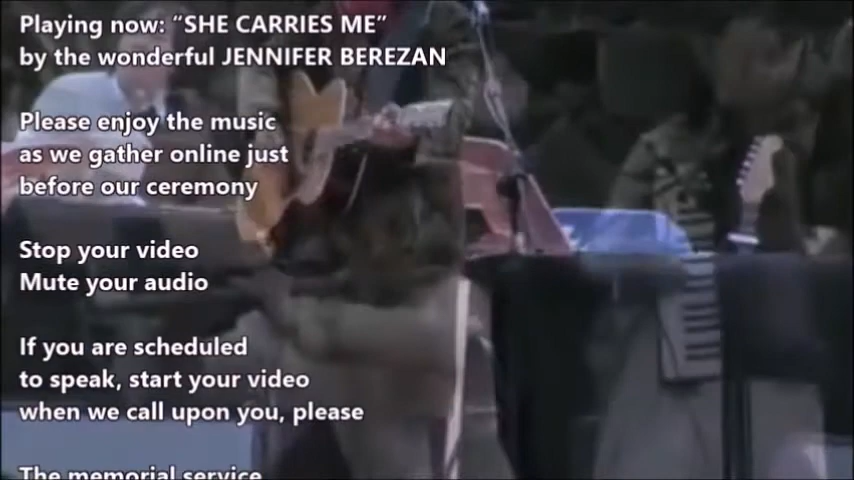 Playing now: “SHE CARRIES ME”
by the wonderful JENNIFER BEREZAN
Please enjoy the music
as we gather online just
before our ceremony
Stop your video
Mute your audio
If you are scheduled
to speak, start your video
when we call upon you, please
The memorial service